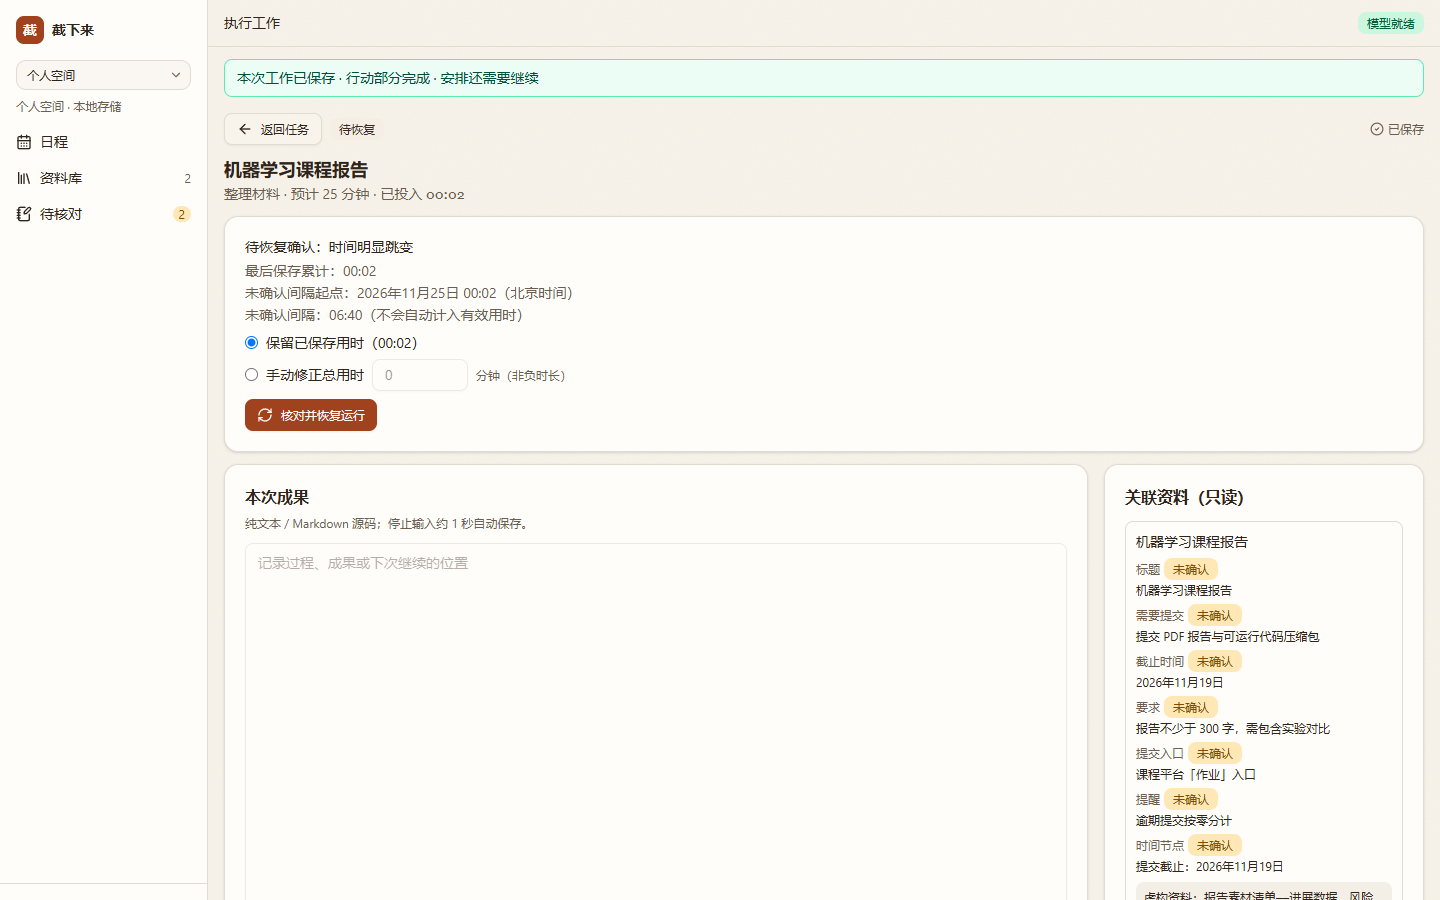 截 截下来
个人空间
个人空间 · 本地存储
日程
资料库 2
待核对 2
执行工作
模型就绪
本次工作已保存 · 行动部分完成 · 安排还需要继续
返回任务
待恢复
已保存
机器学习课程报告
整理材料 · 预计 25 分钟 · 已投入 00:02
待恢复确认：时间明显跳变
最后保存累计：00:02
未确认间隔起点：2026年11月25日 00:02（北京时间）
未确认间隔：06:40（不会自动计入有效用时）
保留已保存用时（00:02）
手动修正总用时 0 分钟（非负时长）
核对并恢复运行
本次成果
纯文本 / Markdown 源码；停止输入约 1 秒自动保存。
记录过程、成果或下次继续的位置
关联资料（只读）
机器学习课程报告
标题 未确认
机器学习课程报告
需要提交 未确认
提交 PDF 报告与可运行代码压缩包
截止时间 未确认
2026年11月19日
要求 未确认
报告不少于 300 字，需包含实验对比
提交入口 未确认
课程平台「作业」入口
提醒 未确认
逾期提交按零分计
时间节点 未确认
提交截止：2026年11月19日
虚构资料：报告素材清单—进展数据、风险